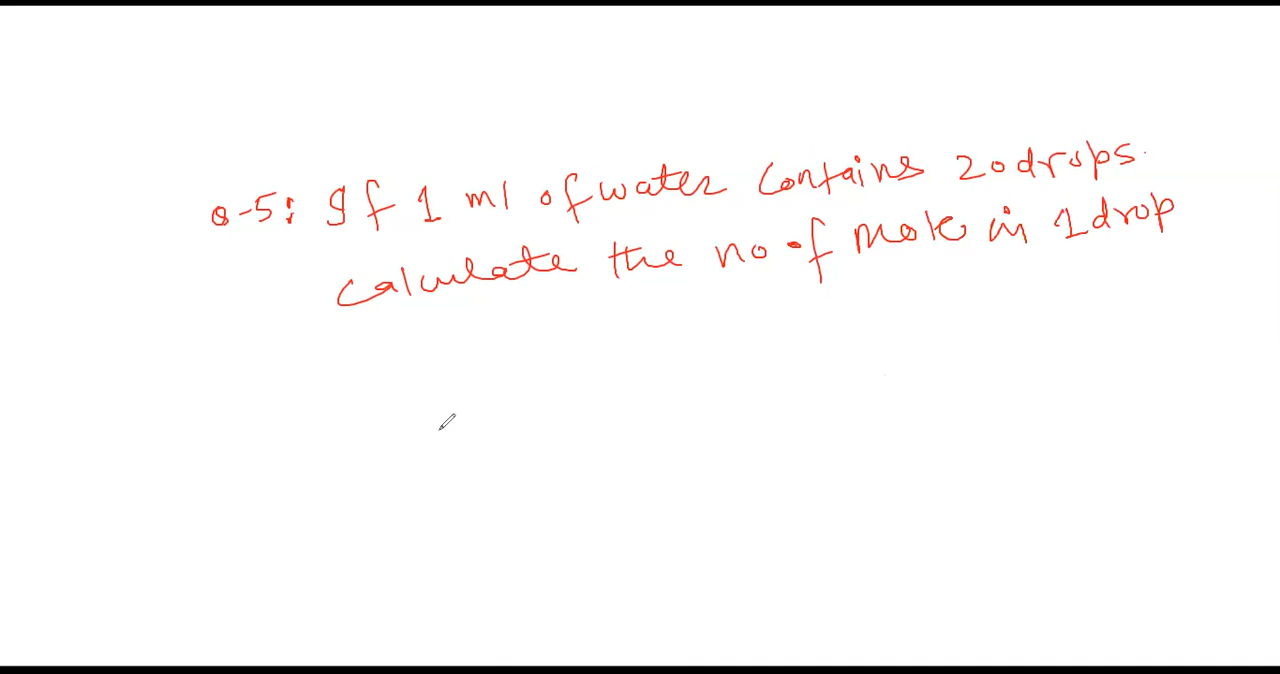 Q-5: If 1 ml of water contains 20 drops.
calculate the no of mole in 1 drop